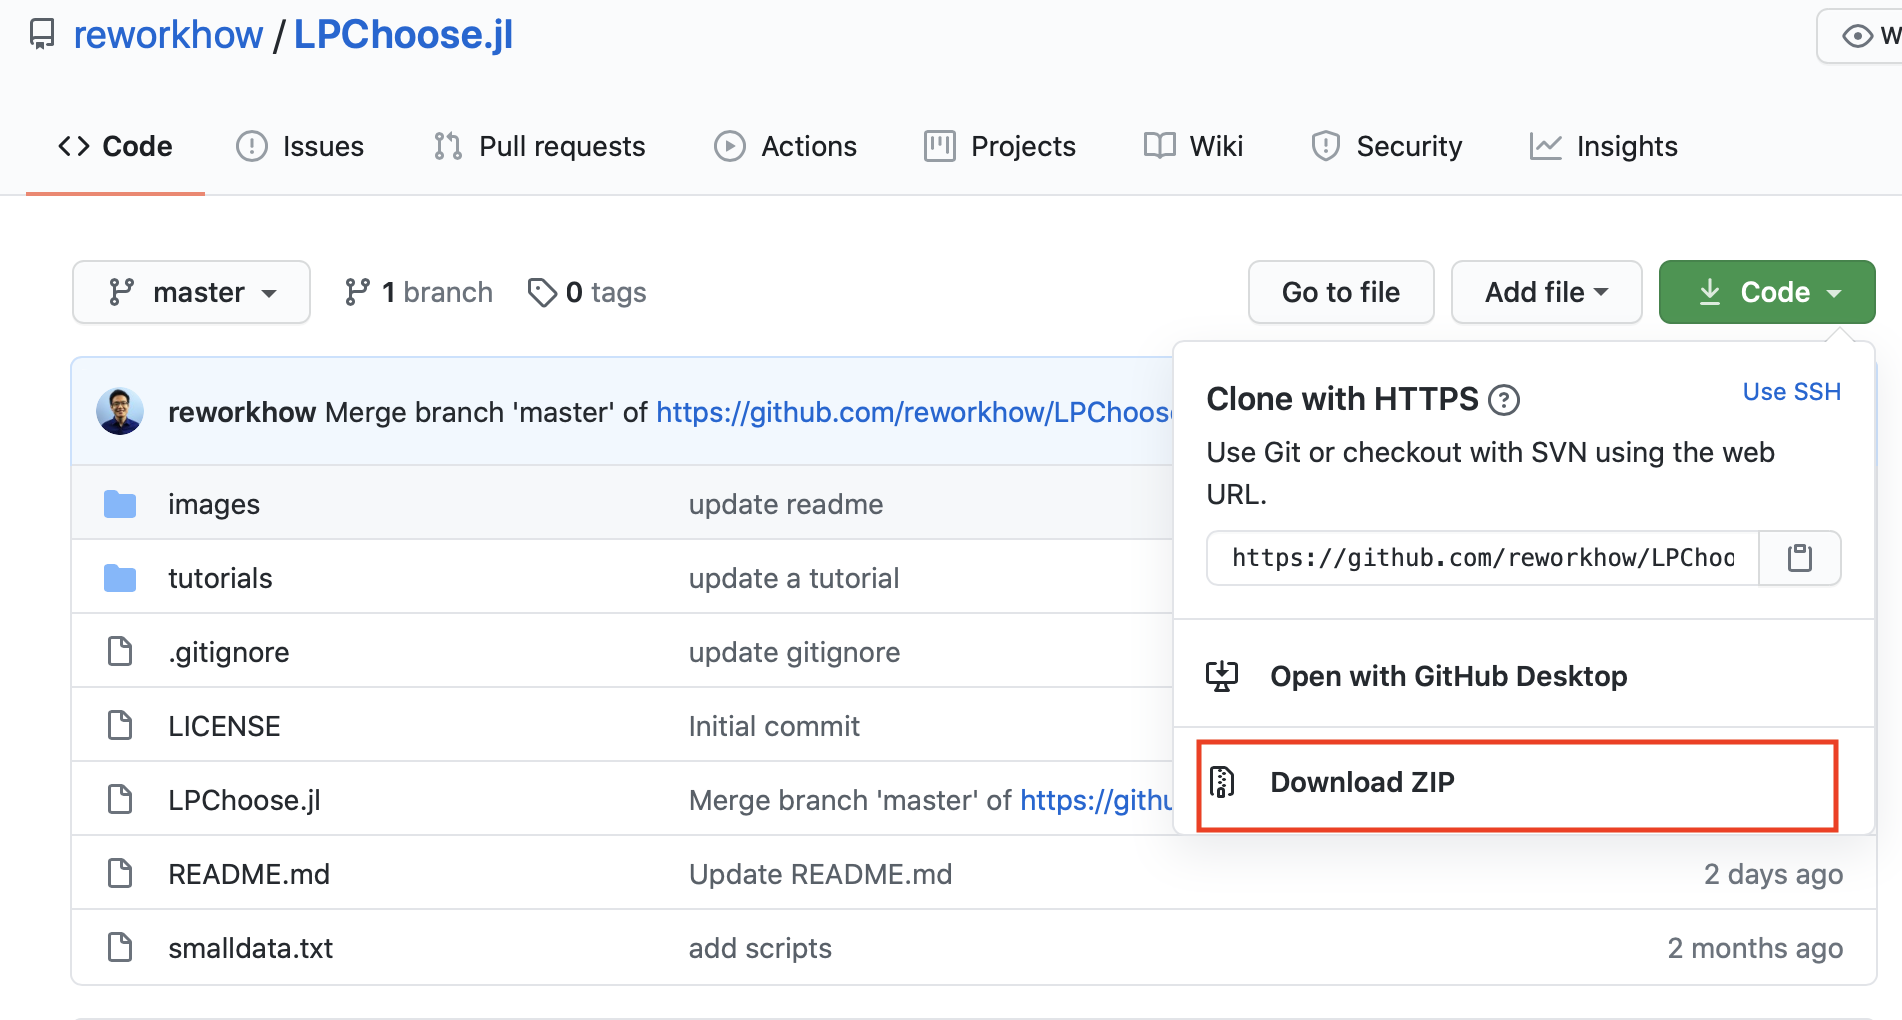 reworkhow / LPChoose.jl
W
Code Issues Pull requests Actions Projects Wiki Security Insights
master 1 branch 0 tags Go to file Add file Code
reworkhow Merge branch 'master' of https://github.com/reworkhow/LPChoose
Clone with HTTPS ? Use SSH
Use Git or checkout with SVN using the web
URL.
https://github.com/reworkhow/LPChoo
Open with GitHub Desktop
Download ZIP
images update readme
tutorials update a tutorial
.gitignore update gitignore
LICENSE Initial commit
LPChoose.jl Merge branch 'master' of https://githu
README.md Update README.md 2 days ago
smalldata.txt add scripts 2 months ago